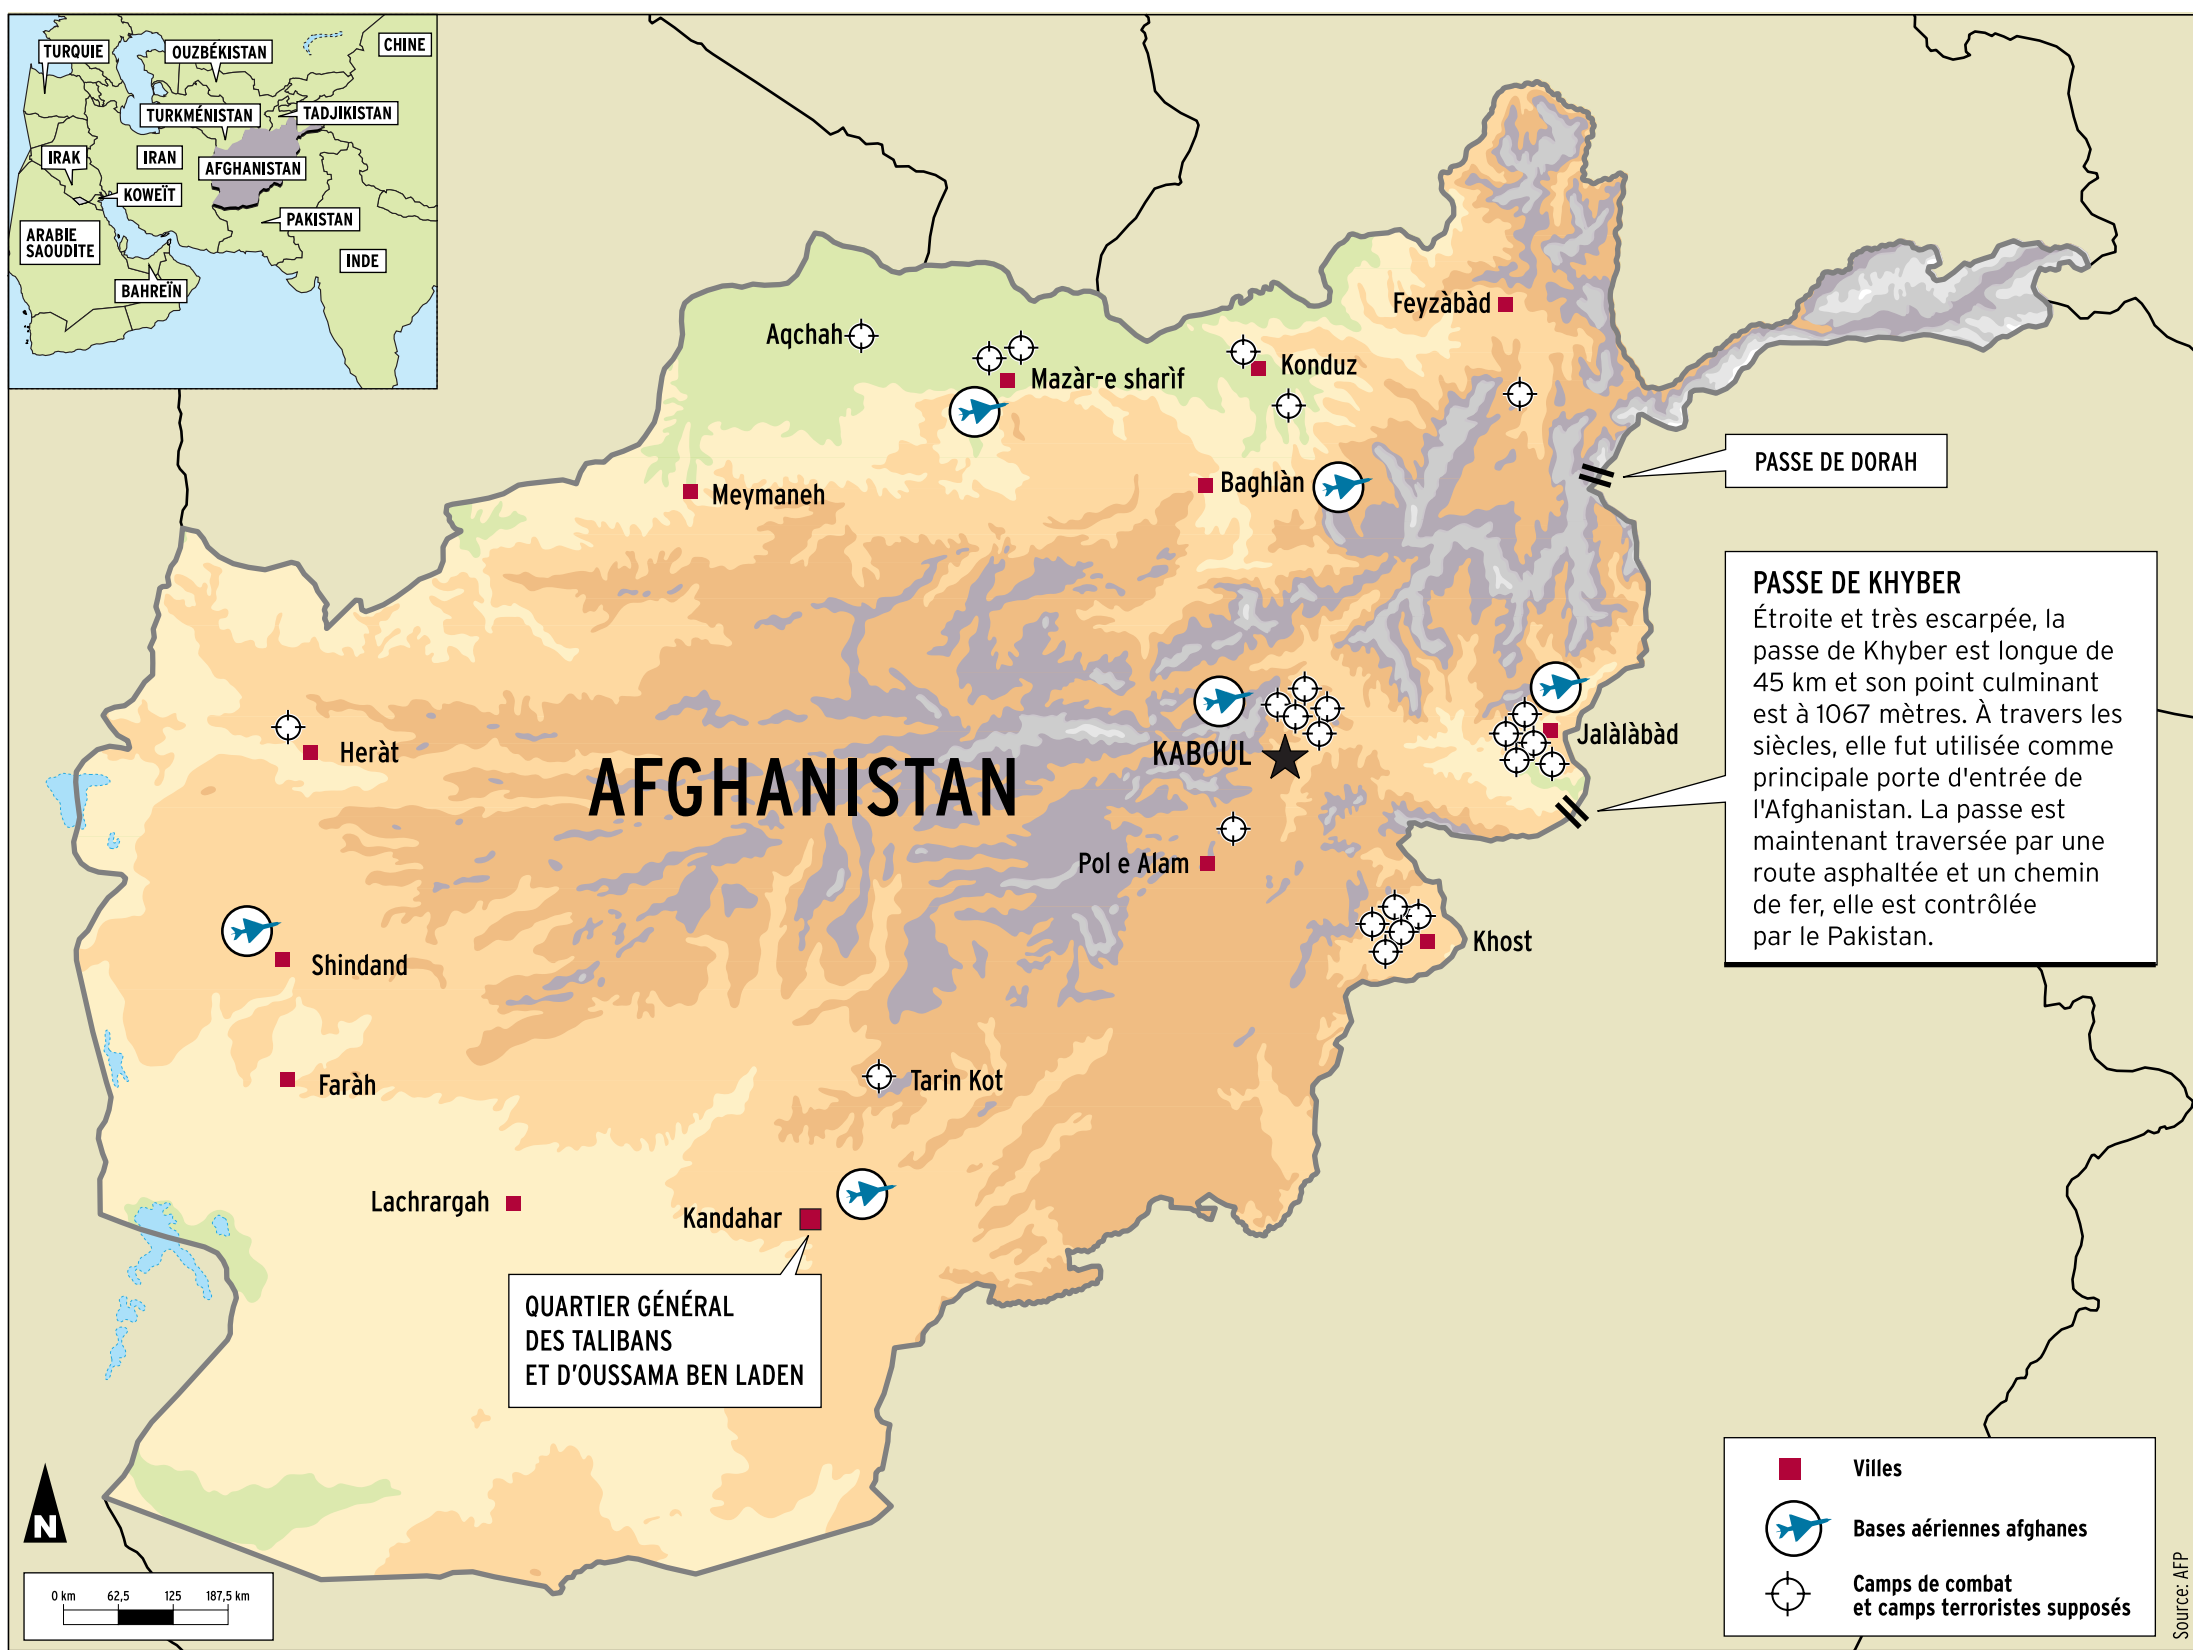 TURQUIE
OUZBÉKISTAN
CHINE
TURKMÉNISTAN
TADJIKISTAN
IRAK
IRAN
AFGHANISTAN
KOWEÏT
PAKISTAN
ARABIE
SAOUDITE
INDE
BAHREÏN
Feyzàbàd
Aqchah
Mazàr-e sharìf
Konduz
PASSE DE DORAH
Meymaneh
Baghlàn
PASSE DE KHYBER
Étroite et très escarpée, la
passe de Khyber est longue de
45 km et son point culminant
est à 1067 mètres. À travers les
siècles, elle fut utilisée comme
principale porte d'entrée de
l'Afghanistan. La passe est
maintenant traversée par une
route asphaltée et un chemin
de fer, elle est contrôlée
par le Pakistan.
Heràt
AFGHANISTAN
KABOUL
Jalàlàbàd
Pol e Alam
Khost
Shindand
Faràh
Tarin Kot
Lachrargah
Kandahar
QUARTIER GÉNÉRAL
DES TALIBANS
ET D'OUSSAMA BEN LADEN
N
0 km 62,5 125 187,5 km
Villes
Bases aériennes afghanes
Camps de combat
et camps terroristes supposés
Source: AFP